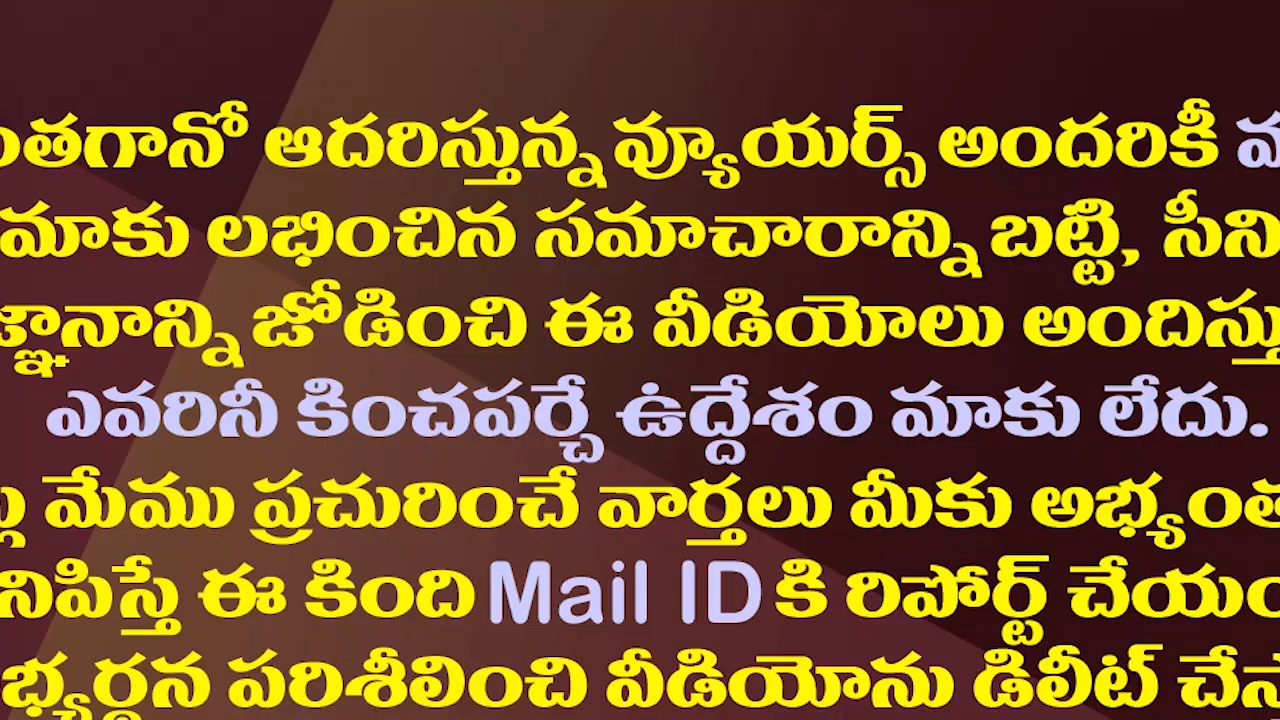 ఆదరిస్తున్న వ్యూయర్స్ అందరికీ
మాకు లభించిన సమాచారాన్ని బట్టి, సీని
జోడించి ఈ వీడియోలు
ఎవరినీ కించపర్చే ఉద్దేశం మాకు లేదు.
మేము ప్రచురించే వార్తలు మీకు
ఈ కింది Mail ID కి రిపోర్ట్
పరిశీలించి వీడియోను డిలీట్